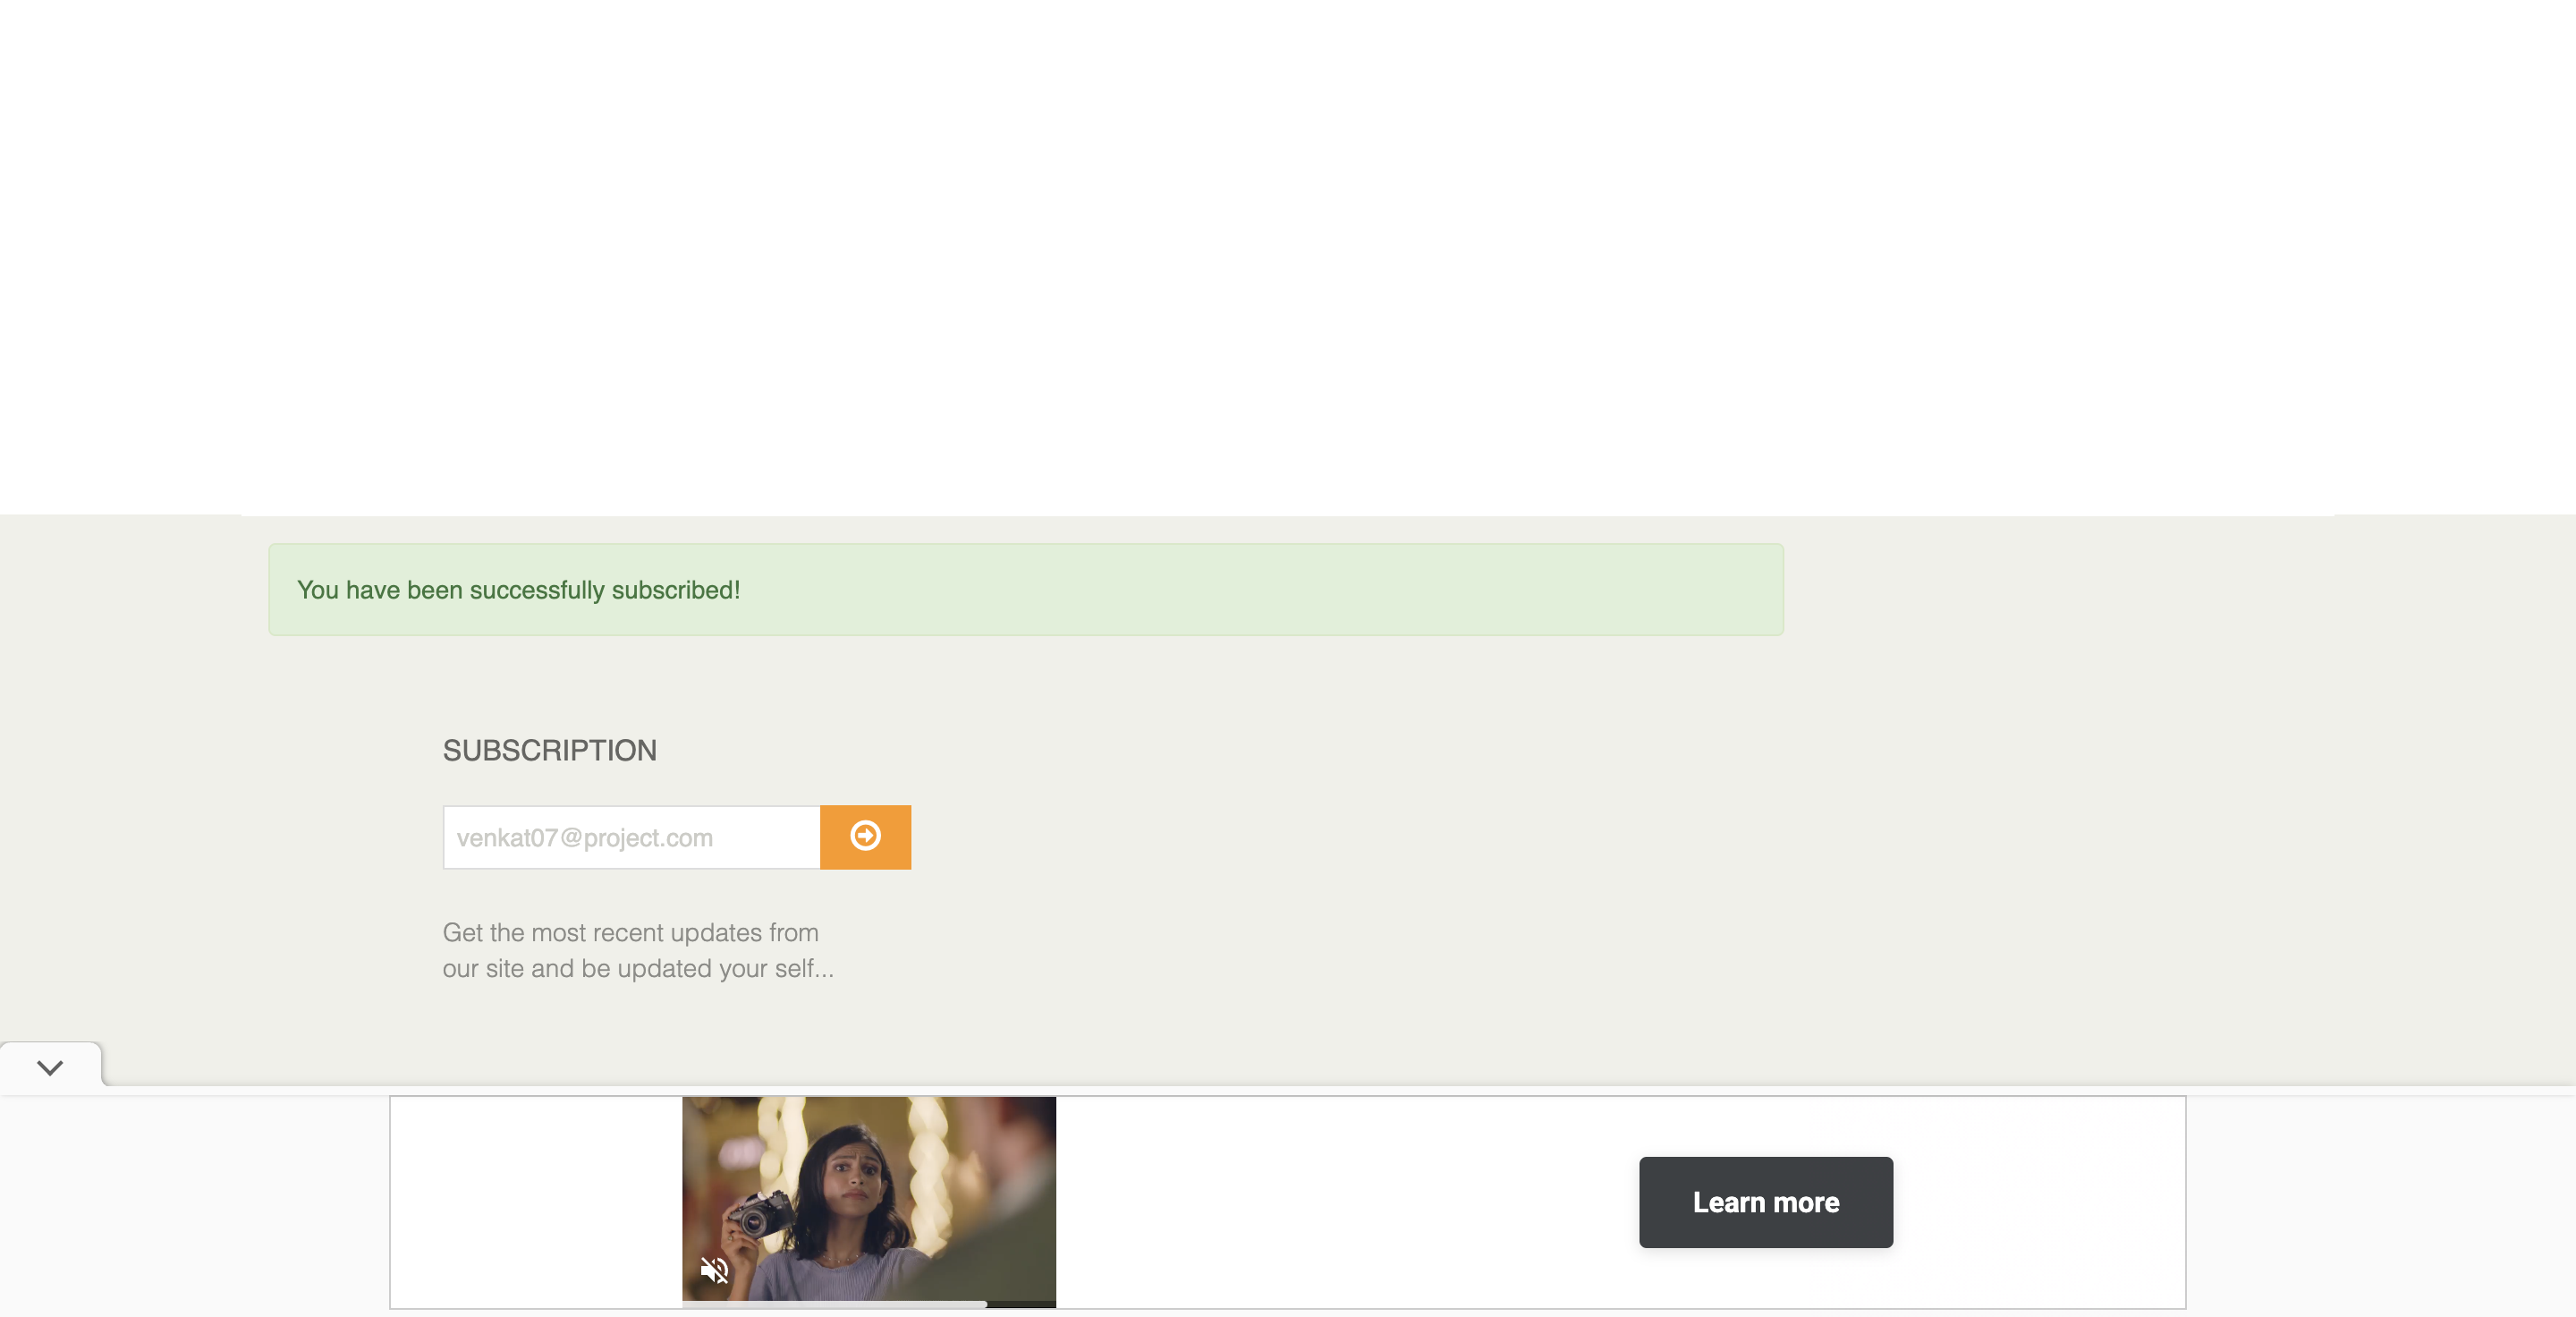 You have been successfully subscribed!
SUBSCRIPTION
venkat07@project.com
Get the most recent updates from
our site and be updated your self...
Learn more